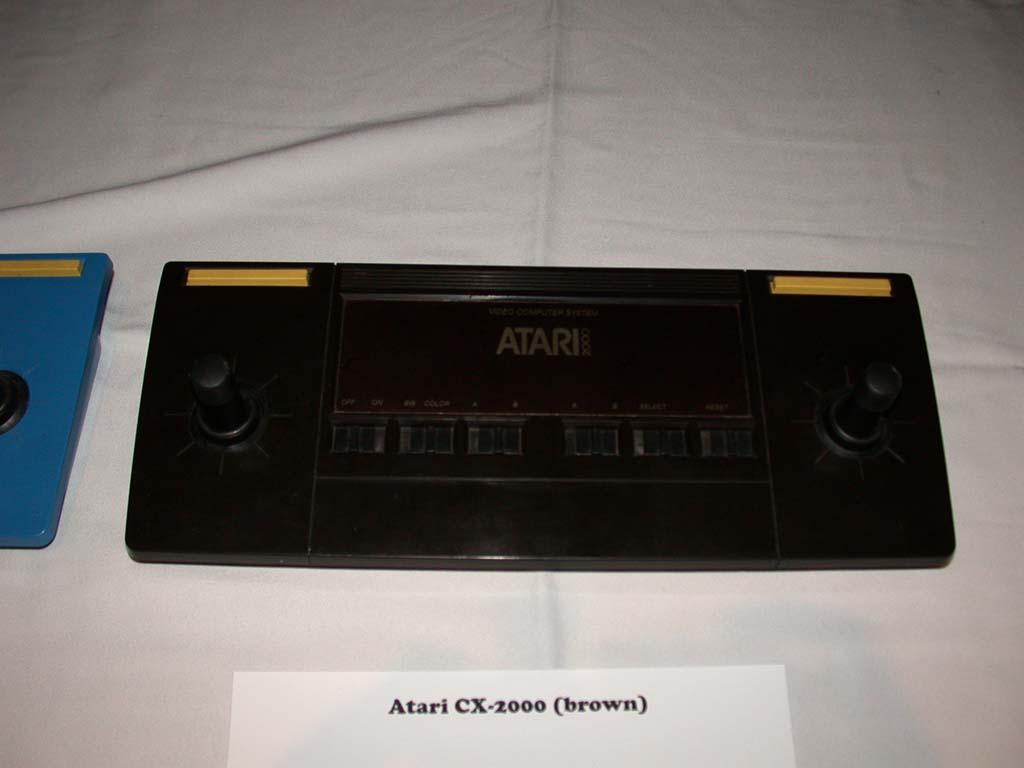 VIDEO COMPUTER SYSTEM
ATARI 2000
OFF ON BW COLOR A B A B SELECT RESET
Atari CX-2000 (brown)